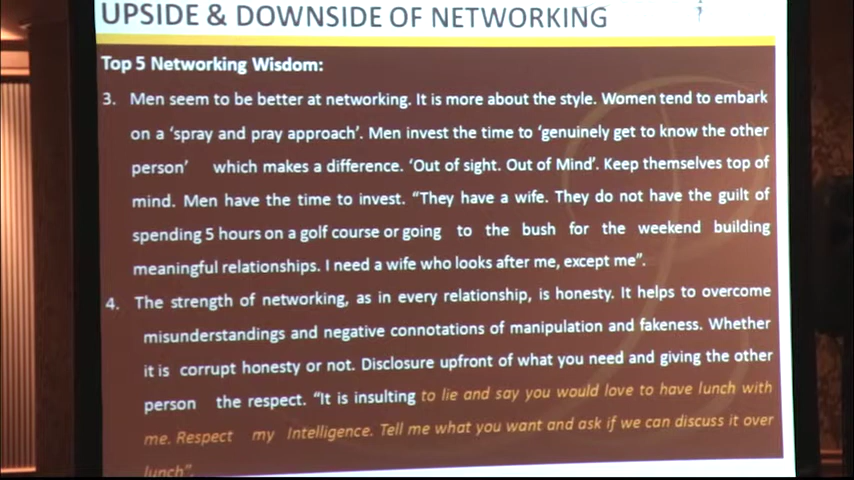 UPSIDE & DOWNSIDE OF NETWORKING
Top 5 Networking Wisdom:
3. Men seem to be better at networking. It is more about the style. Women tend to embark
on a ‘spray and pray approach’. Men invest the time to ‘genuinely get to know the other
person’ which makes a difference. ‘Out of sight. Out of Mind’. Keep themselves top of
mind. Men have the time to invest. “They have a wife. They do not have the guilt of
spending 5 hours on a golf course or going to the bush for the weekend building
meaningful relationships. I need a wife who looks after me, except me”.
4. The strength of networking, as in every relationship, is honesty. It helps to overcome
misunderstandings and negative connotations of manipulation and fakeness. Whether
it is corrupt honesty or not. Disclosure upfront of what you need and giving the other
person the respect. “It is insulting to lie and say you would love to have lunch with
me. Respect my Intelligence. Tell me what you want and ask if we can discuss it over
lunch”.